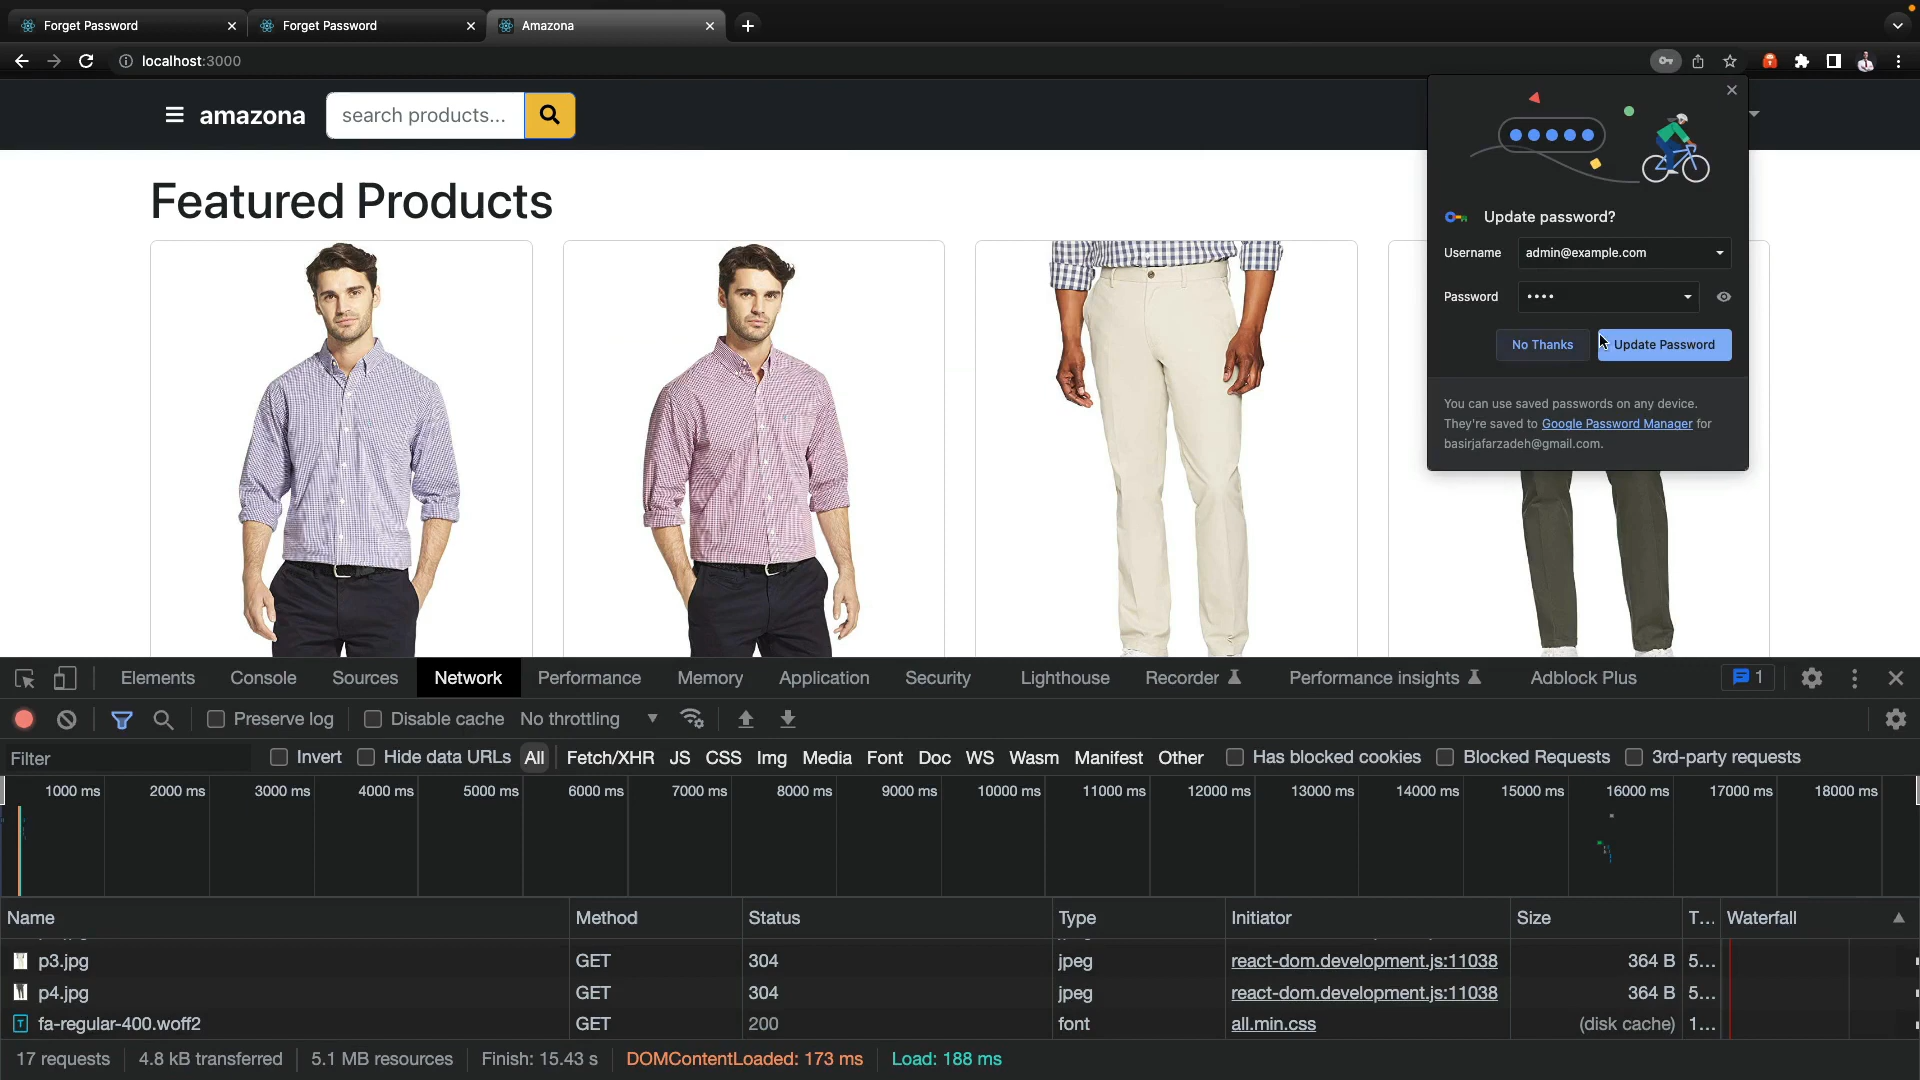 Forget Password
Forget Password
Amazona
localhost:3000
amazona
search products...
Featured Products
Update password?
Username
admin@example.com
Password
••••
No Thanks
Update Password
You can use saved passwords on any device.
They're saved to Google Password Manager for
basirjafarzadeh@gmail.com.
Elements Console Sources Network Performance Memory Application Security Lighthouse Recorder Performance insights Adblock Plus 1
Preserve log Disable cache No throttling
Filter Invert Hide data URLs All Fetch/XHR JS CSS Img Media Font Doc WS Wasm Manifest Other Has blocked cookies Blocked Requests 3rd-party requests
1000 ms 2000 ms 3000 ms 4000 ms 5000 ms 6000 ms 7000 ms 8000 ms 9000 ms 10000 ms 11000 ms 12000 ms 13000 ms 14000 ms 15000 ms 16000 ms 17000 ms 18000 ms
Name Method Status Type Initiator Size T... Waterfall
p3.jpg GET 304 jpeg react-dom.development.js:11038 364 B 5...
p4.jpg GET 304 jpeg react-dom.development.js:11038 364 B 5...
fa-regular-400.woff2 GET 200 font all.min.css (disk cache) 1...
17 requests 4.8 kB transferred 5.1 MB resources Finish: 15.43 s DOMContentLoaded: 173 ms Load: 188 ms